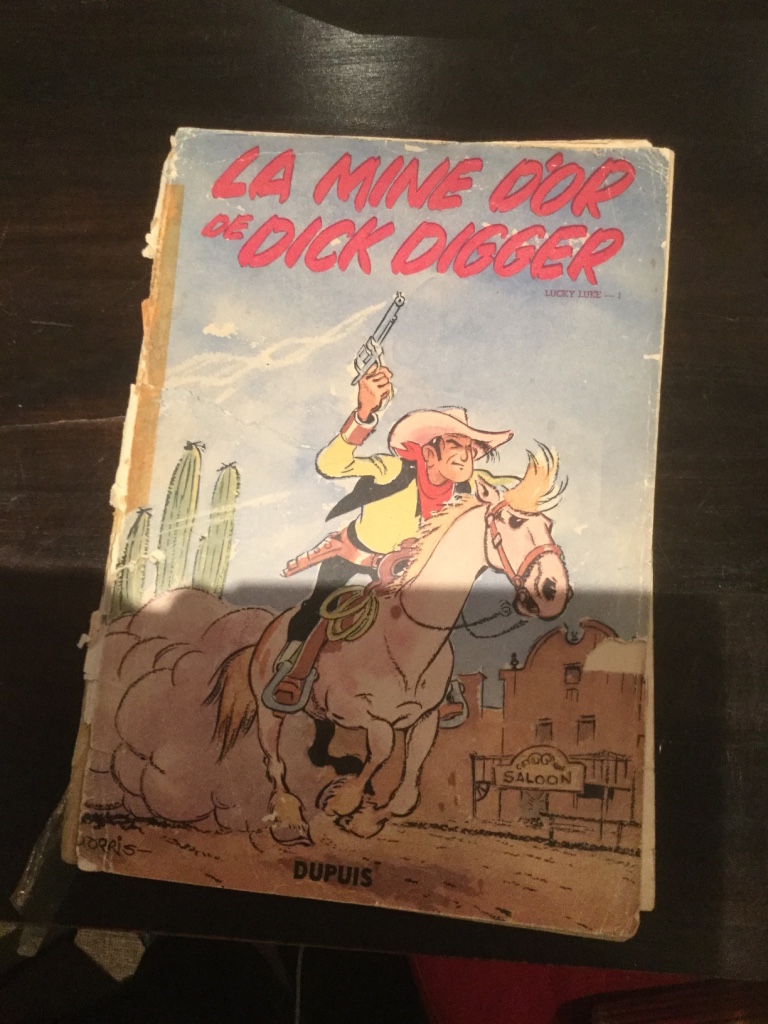 LA MINE D'OR
DE DICK DIGGER
LUCKY LUKE — 1
SALOON
MORRIS—
DUPUIS